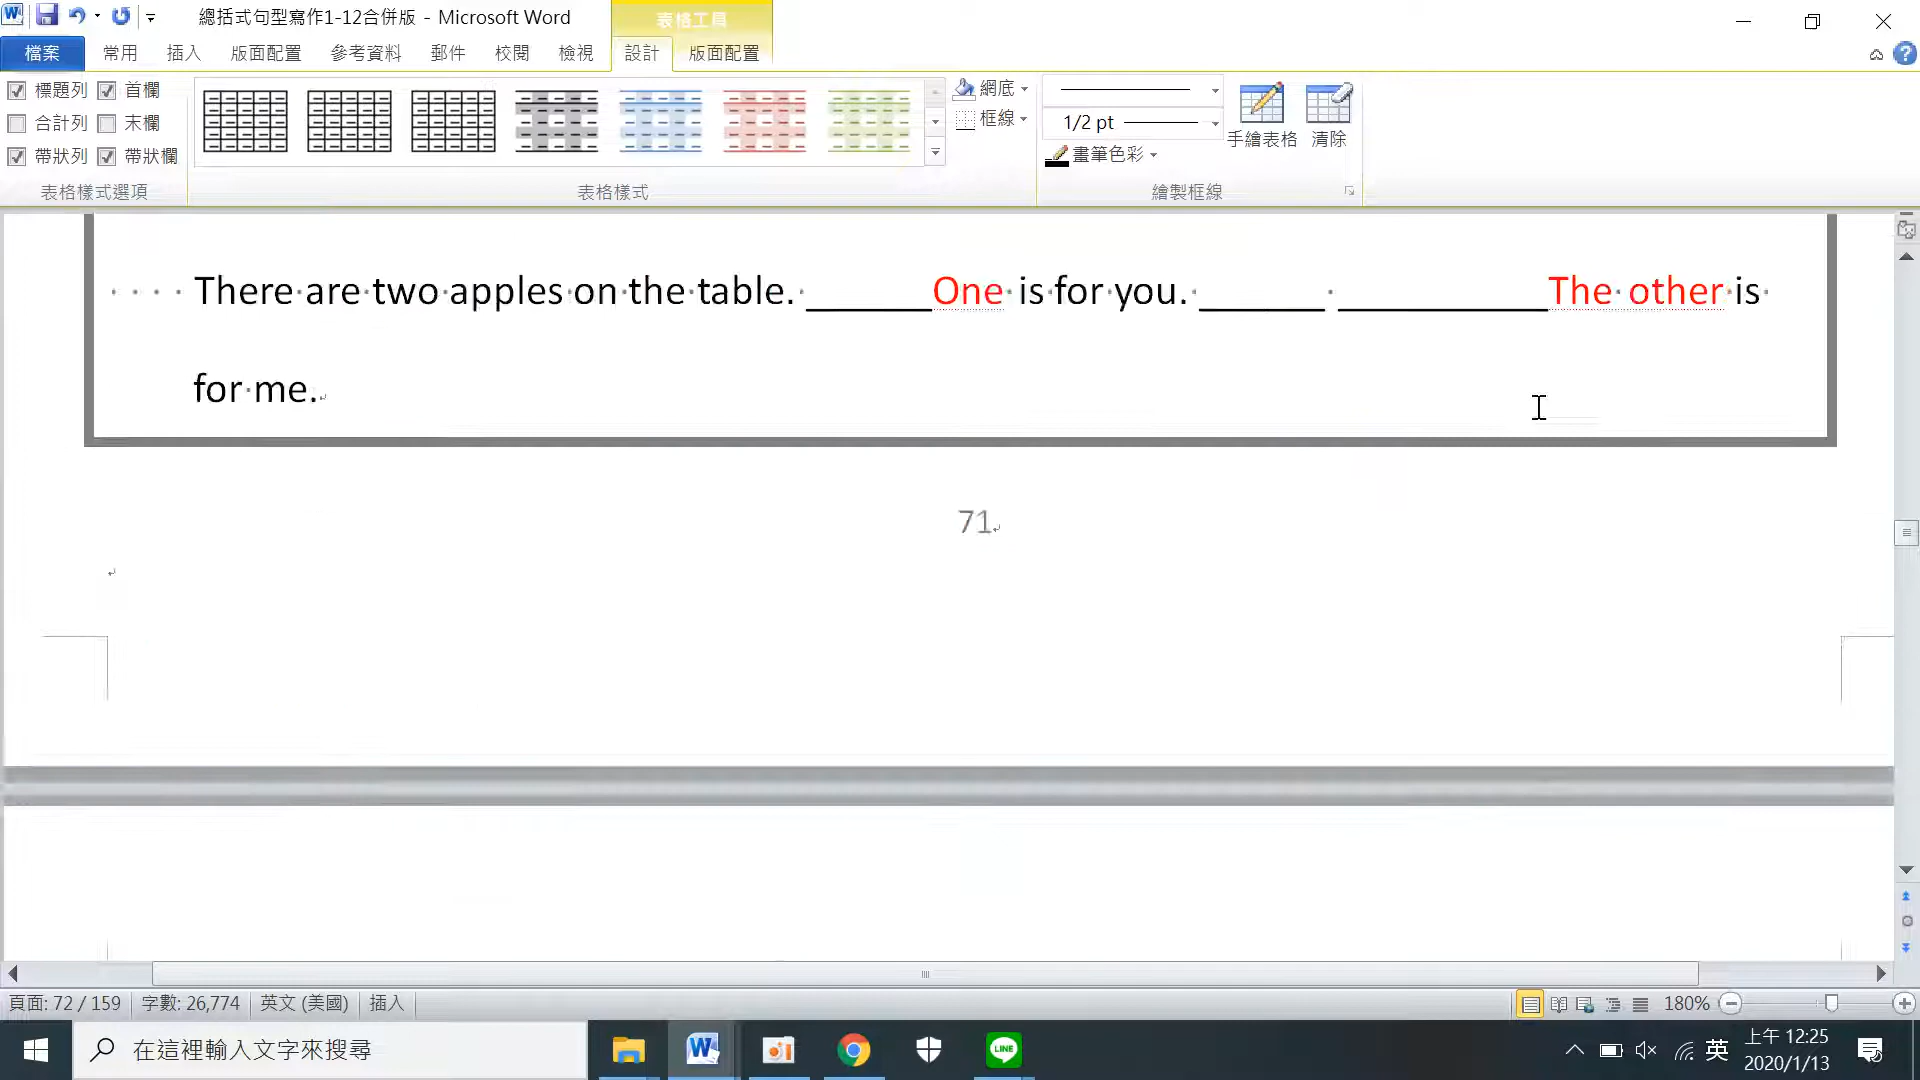 總括式句型寫作1-12合併版 - Microsoft Word
表格工具
檔案 常用 插入 版面配置 參考資料 郵件 校閱 檢視 設計 版面配置
標題列 首欄
合計列 末欄
帶狀列 帶狀欄
表格樣式選項
表格樣式
網底
框線
1/2 pt
畫筆色彩
手繪表格 清除
繪製框線
There are two apples on the table. ______One is for you. ______ __________The other is
for me.
71
頁面: 72 / 159 字數: 26,774 英文 (美國) 插入 180%
在這裡輸入文字來搜尋
LINE
英
上午 12:25
2020/1/13